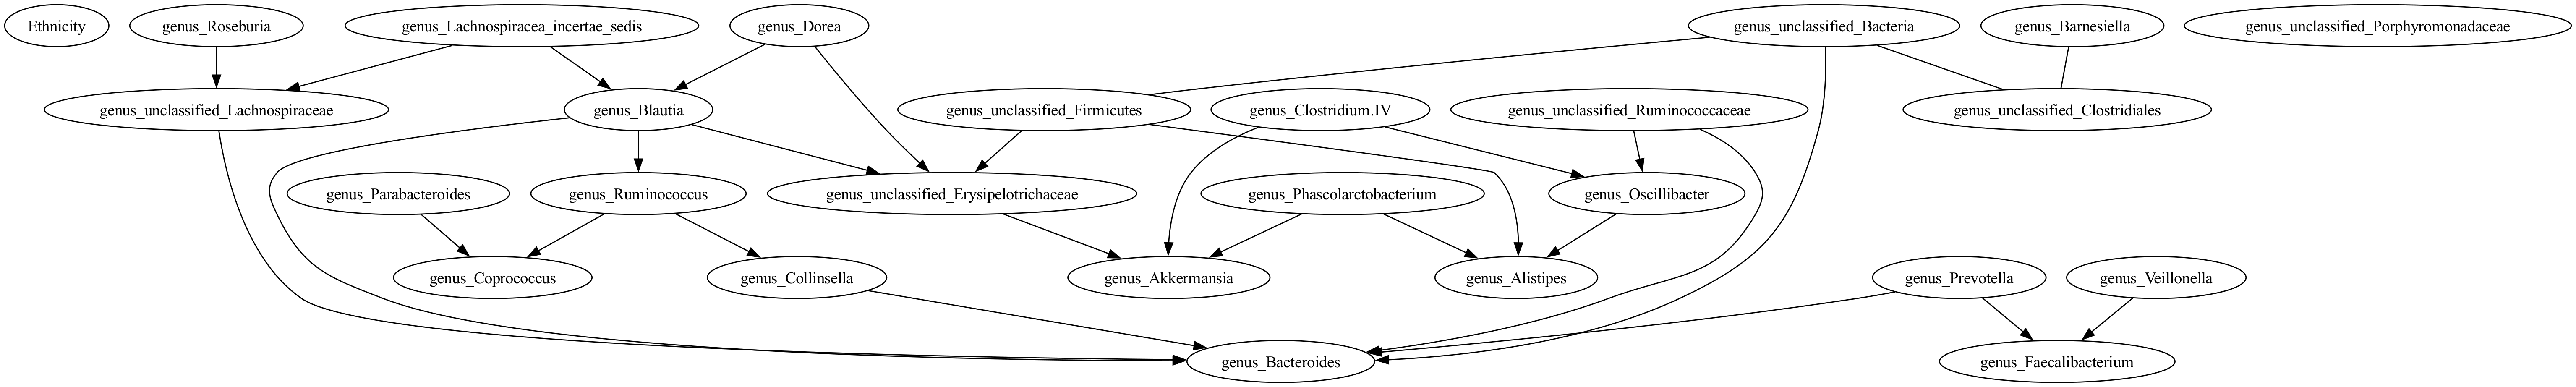 Ethnicity
genus_Roseburia
genus_Lachnospiracea_incertae_sedis
genus_Dorea
genus_unclassified_Bacteria
genus_Barnesiella
genus_unclassified_Porphyromonadaceae
genus_unclassified_Lachnospiraceae
genus_Blautia
genus_unclassified_Firmicutes
genus_Clostridium.IV
genus_unclassified_Ruminococcaceae
genus_unclassified_Clostridiales
genus_Parabacteroides
genus_Ruminococcus
genus_unclassified_Erysipelotrichaceae
genus_Phascolarctobacterium
genus_Oscillibacter
genus_Coprococcus
genus_Collinsella
genus_Akkermansia
genus_Alistipes
genus_Prevotella
genus_Veillonella
genus_Bacteroides
genus_Faecalibacterium